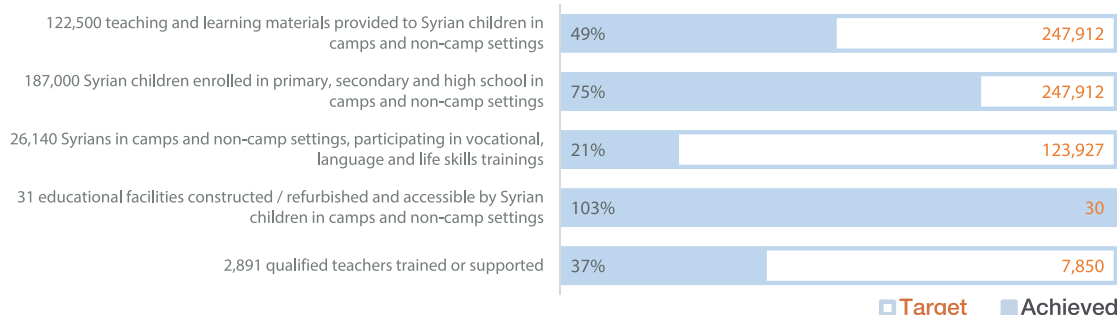 122,500 teaching and learning materials provided to Syrian children in
camps and non-camp settings
49%
247,912
187,000 Syrian children enrolled in primary, secondary and high school in
camps and non-camp settings
75%
247,912
26,140 Syrians in camps and non-camp settings, participating in vocational,
language and life skills trainings
21%
123,927
31 educational facilities constructed / refurbished and accessible by Syrian
children in camps and non-camp settings
103%
30
2,891 qualified teachers trained or supported
37%
7,850
Target Achieved